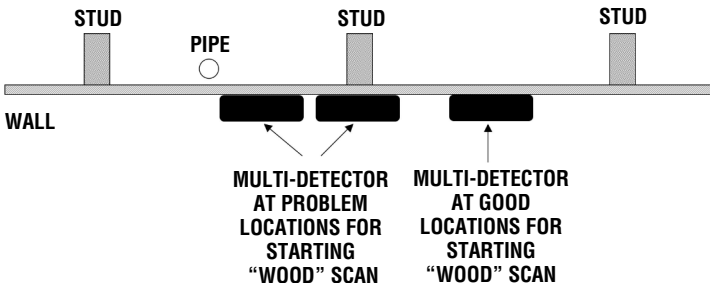 STUD
STUD
STUD
PIPE
WALL
MULTI-DETECTOR
AT PROBLEM
LOCATIONS FOR
STARTING
“WOOD” SCAN
MULTI-DETECTOR
AT GOOD
LOCATIONS FOR
STARTING
“WOOD” SCAN